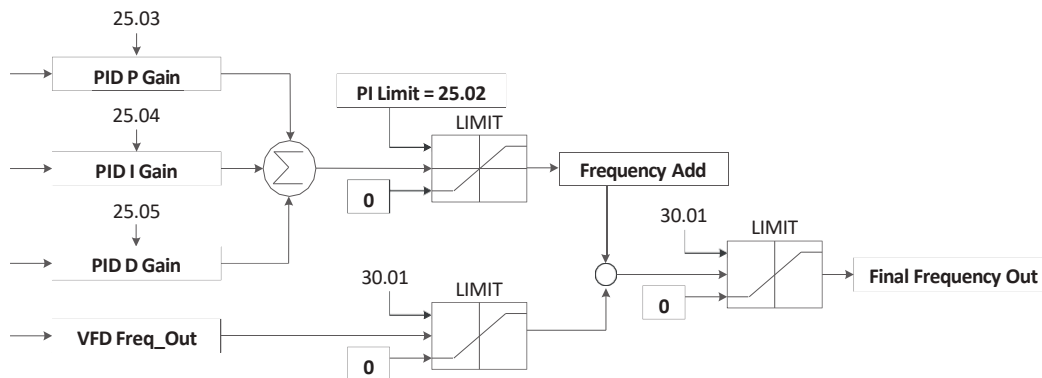 25.03
PID P Gain
PI Limit = 25.02
25.04
LIMIT
PID I Gain
Σ
Frequency Add
0
25.05
30.01
LIMIT
PID D Gain
30.01
LIMIT
Final Frequency Out
0
VFD Freq_Out
0